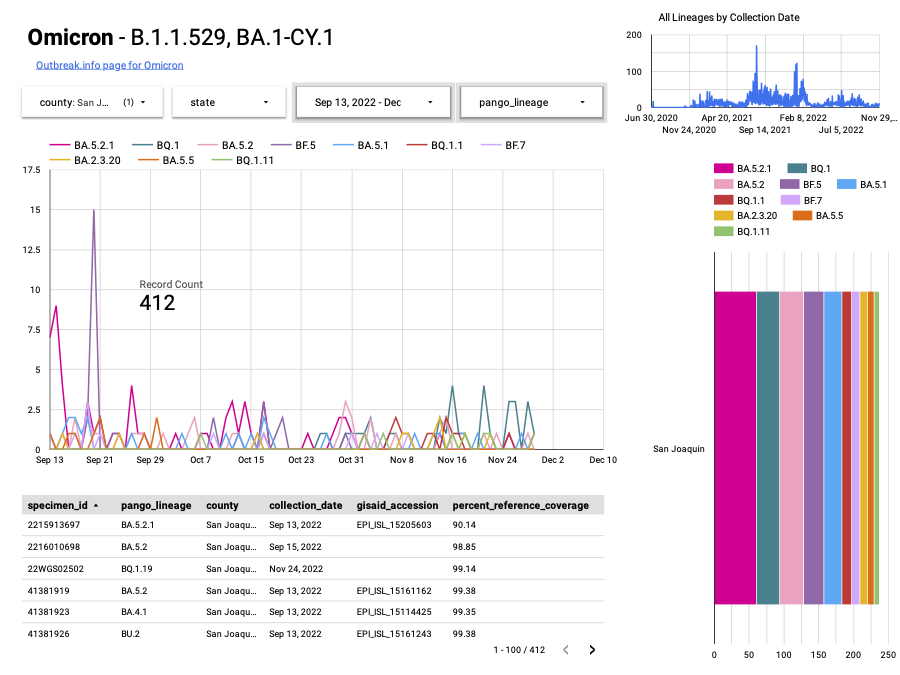 Omicron - B.1.1.529, BA.1-CY.1
Outbreak.info page for Omicron
county: San J... (1)
state
Sep 13, 2022 - Dec
pango_lineage
All Lineages by Collection Date
200
100
0
Jun 30, 2020 Apr 20, 2021 Feb 8, 2022 Nov 29,...
Nov 24, 2020 Sep 14, 2021 Jul 5, 2022
BA.5.2.1 BQ.1 BA.5.2 BF.5 BA.5.1 BQ.1.1 BF.7
BA.2.3.20 BA.5.5 BQ.1.11
17.5
15
12.5
10
7.5
5
2.5
0
Record Count
412
Sep 13 Sep 21 Sep 29 Oct 7 Oct 15 Oct 23 Oct 31 Nov 8 Nov 16 Nov 24 Dec 2 Dec 10
BA.5.2.1 BQ.1
BA.5.2 BF.5 BA.5.1
BQ.1.1 BF.7
BA.2.3.20 BA.5.5
BQ.1.11
San Joaquin
0 50 100 150 200 250
specimen_id pango_lineage county collection_date gisaid_accession percent_reference_coverage
2215913697 BA.5.2.1 San Joaqu... Sep 13, 2022 EPI_ISL_15205603 90.14
2216010698 BA.5.2 San Joaqu... Sep 15, 2022 98.85
22WGS02502 BQ.1.19 San Joaqu... Nov 24, 2022 99.14
41381919 BA.5.2 San Joaqu... Sep 13, 2022 EPI_ISL_15161162 99.38
41381923 BA.4.1 San Joaqu... Sep 13, 2022 EPI_ISL_15114425 99.35
41381926 BU.2 San Joaqu... Sep 13, 2022 EPI_ISL_15161243 99.38
1 - 100 / 412